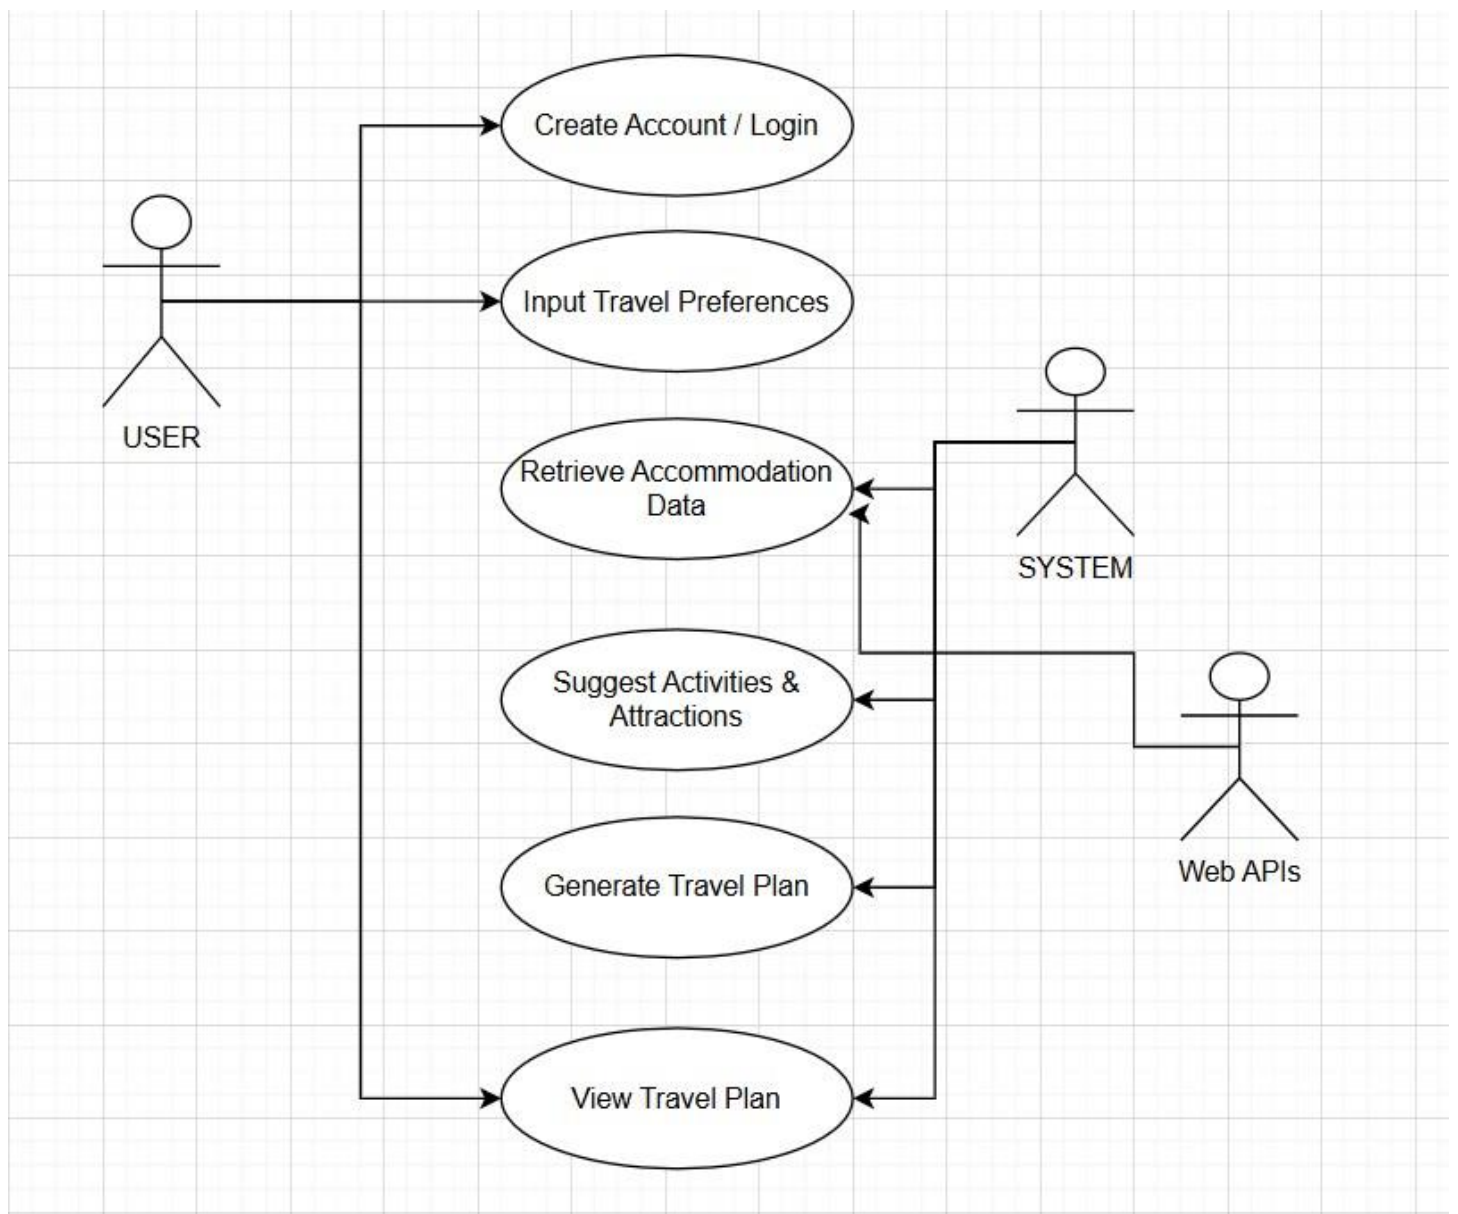 Create Account / Login
Input Travel Preferences
USER
Retrieve Accommodation
Data
SYSTEM
Suggest Activities &
Attractions
Web APIs
Generate Travel Plan
View Travel Plan